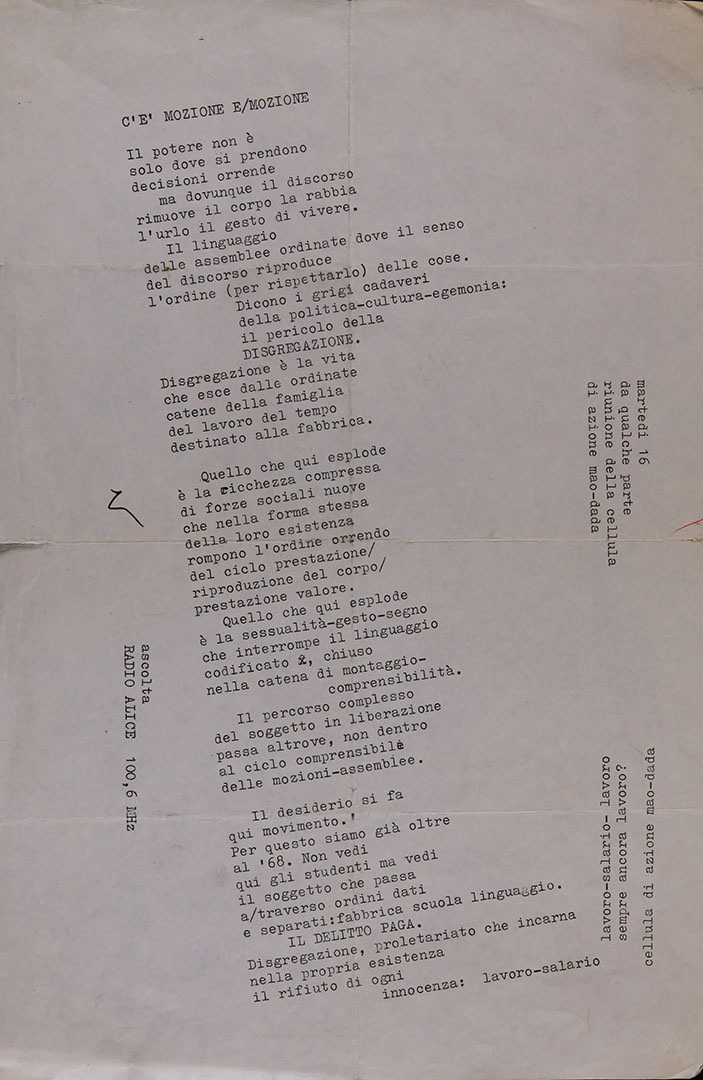 C'E' MOZIONE E/MOZIONE
Il potere non è
solo dove si prendono
decisioni orrende
ma dovunque il discorso
rimuove il corpo la rabbia
l'urlo il gesto di vivere.
Il linguaggio
delle assemblee ordinate dove il senso
del discorso riproduce
l'ordine (per rispettarlo) delle cose.
Dicono i grigi cadaveri
della politica-cultura-egemonia:
il pericolo della
DISGREGAZIONE.
Disgregazione è la vita
che esce dalle ordinate
catene della famiglia
del lavoro del tempo
destinato alla fabbrica.
Quello che qui esplode
è la ricchezza compressa
di forze sociali nuove
che nella forma stessa
della loro esistenza
rompono l'ordine orrendo
del ciclo prestazione/
riproduzione del corpo/
prestazione valore.
Quello che qui esplode
è la sessualità-gesto-segno
che interrompe il linguaggio
codificato &, chiuso
nella catena di montaggio-
comprensibilità.
Il percorso complesso
del soggetto in liberazione
passa altrove, non dentro
al ciclo comprensibile
delle mozioni-assemblee.
Il desiderio si fa
qui movimento.'
Per questo siamo già oltre
al '68. Non vedi
qui gli studenti ma vedi
il soggetto che passa
a/traverso ordini dati
e separati:fabbrica scuola linguaggio.
IL DELITTO PAGA.
Disgregazione, proletariato che incarna
nella propria esistenza
il rifiuto di ogni
innocenza: lavoro-salario
lavoro-salario- lavoro
sempre ancora lavoro?
cellula di azione mao-dada
martedi 16
da qualche parte
riunione della cellula
di azione mao-dada
ascolta
RADIO ALICE 100,6 MHz